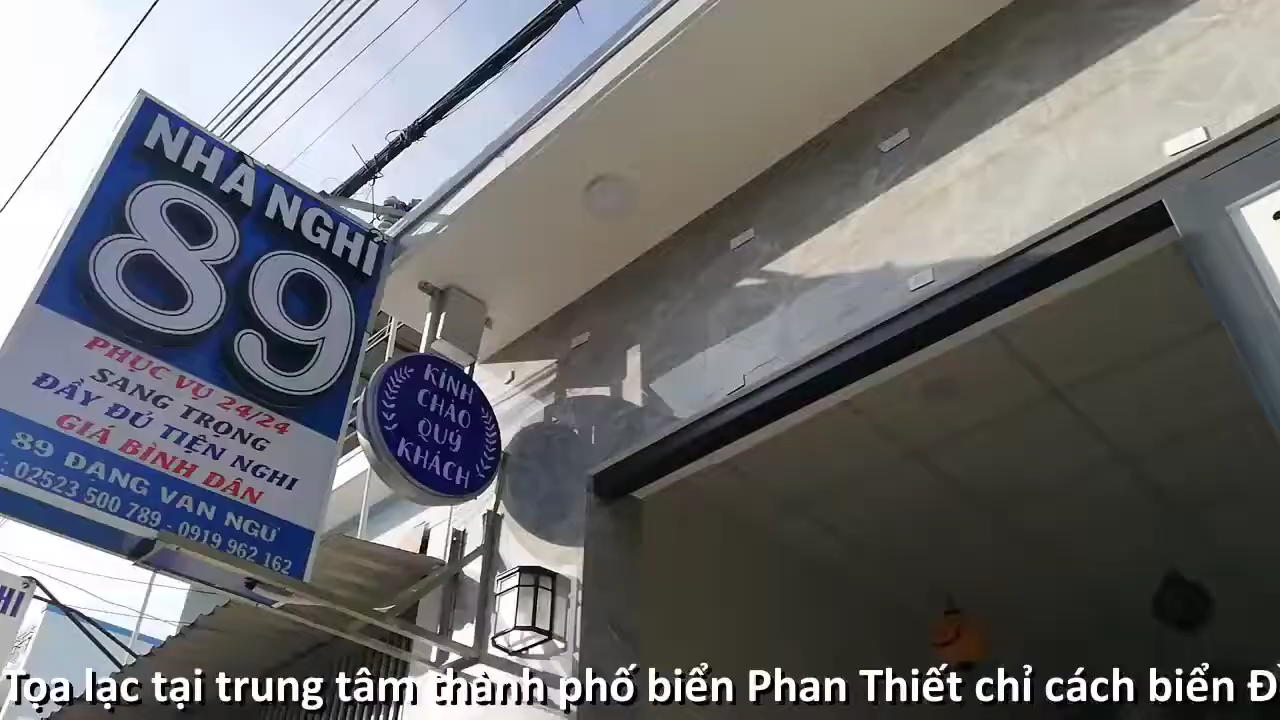 NHÀ NGHỈ
89
PHỤC VỤ 24/24
SANG TRỌNG
ĐẦY ĐỦ TIỆN NGHI
GIÁ BÌNH DÂN
89 ĐẶNG VĂN NGỮ
: 02523 500 789 - 0919 962 162
KÍNH
CHÀO
QUÝ
KHÁCH
HỈ
Tọa lạc tại trung tâm thành phố biển Phan Thiết chỉ cách biển Đ